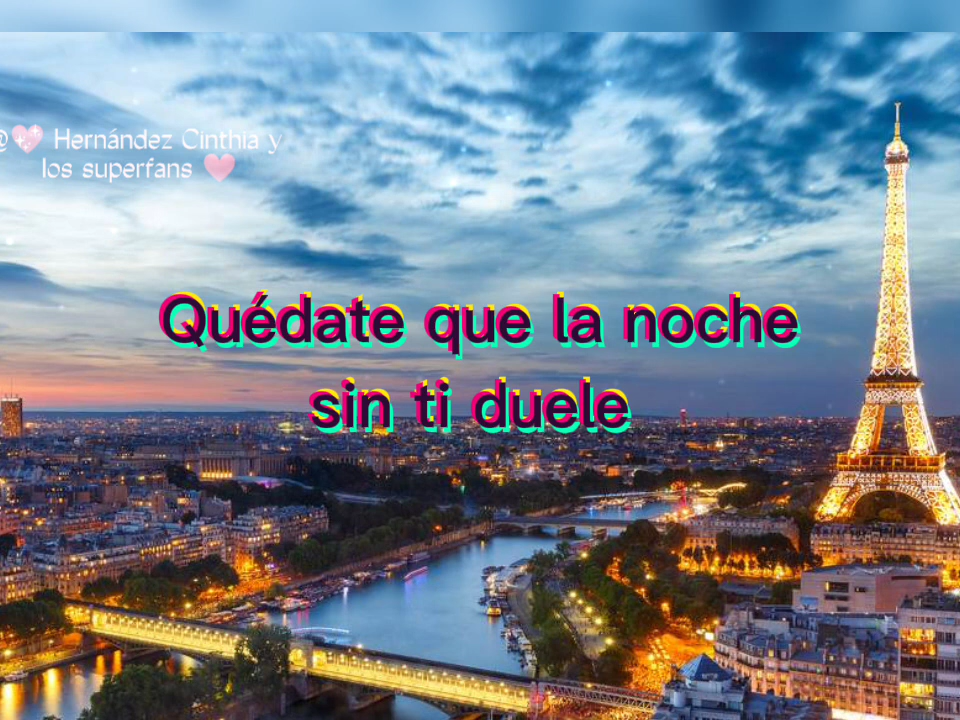 @💖 Hernández Cinthia y
los superfans ❤️
Quédate que la noche
sin ti duele